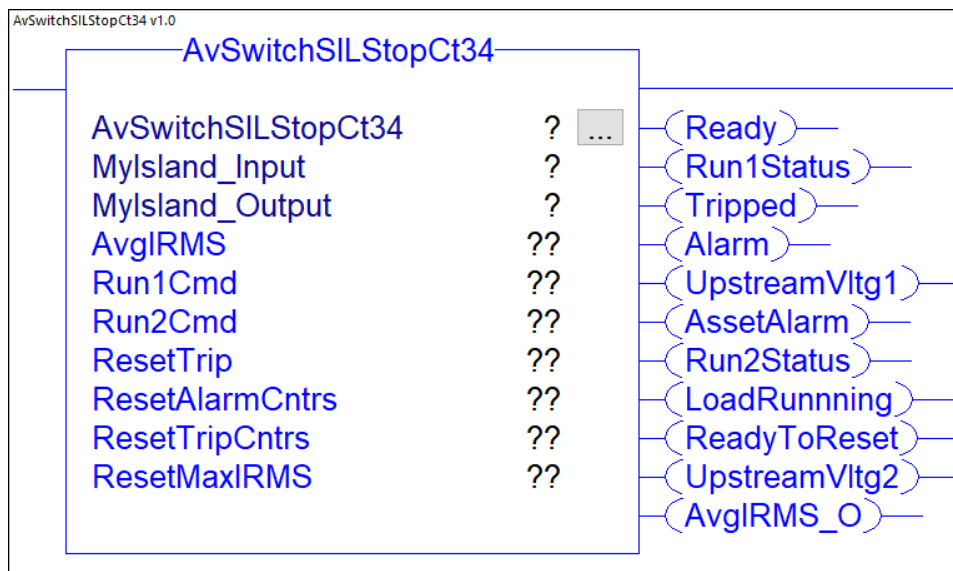 AvSwitchSILStopCt34 v1.0
AvSwitchSILStopCt34
AvSwitchSILStopCt34 ? ... Ready
MyIsland_Input ? Run1Status
MyIsland_Output ? Tripped
AvgIRMS ?? Alarm
Run1Cmd ?? UpstreamVltg1
Run2Cmd ?? AssetAlarm
ResetTrip ?? Run2Status
ResetAlarmCntrs ?? LoadRunnning
ResetTripCntrs ?? ReadyToReset
ResetMaxIRMS ?? UpstreamVltg2
AvgIRMS_O